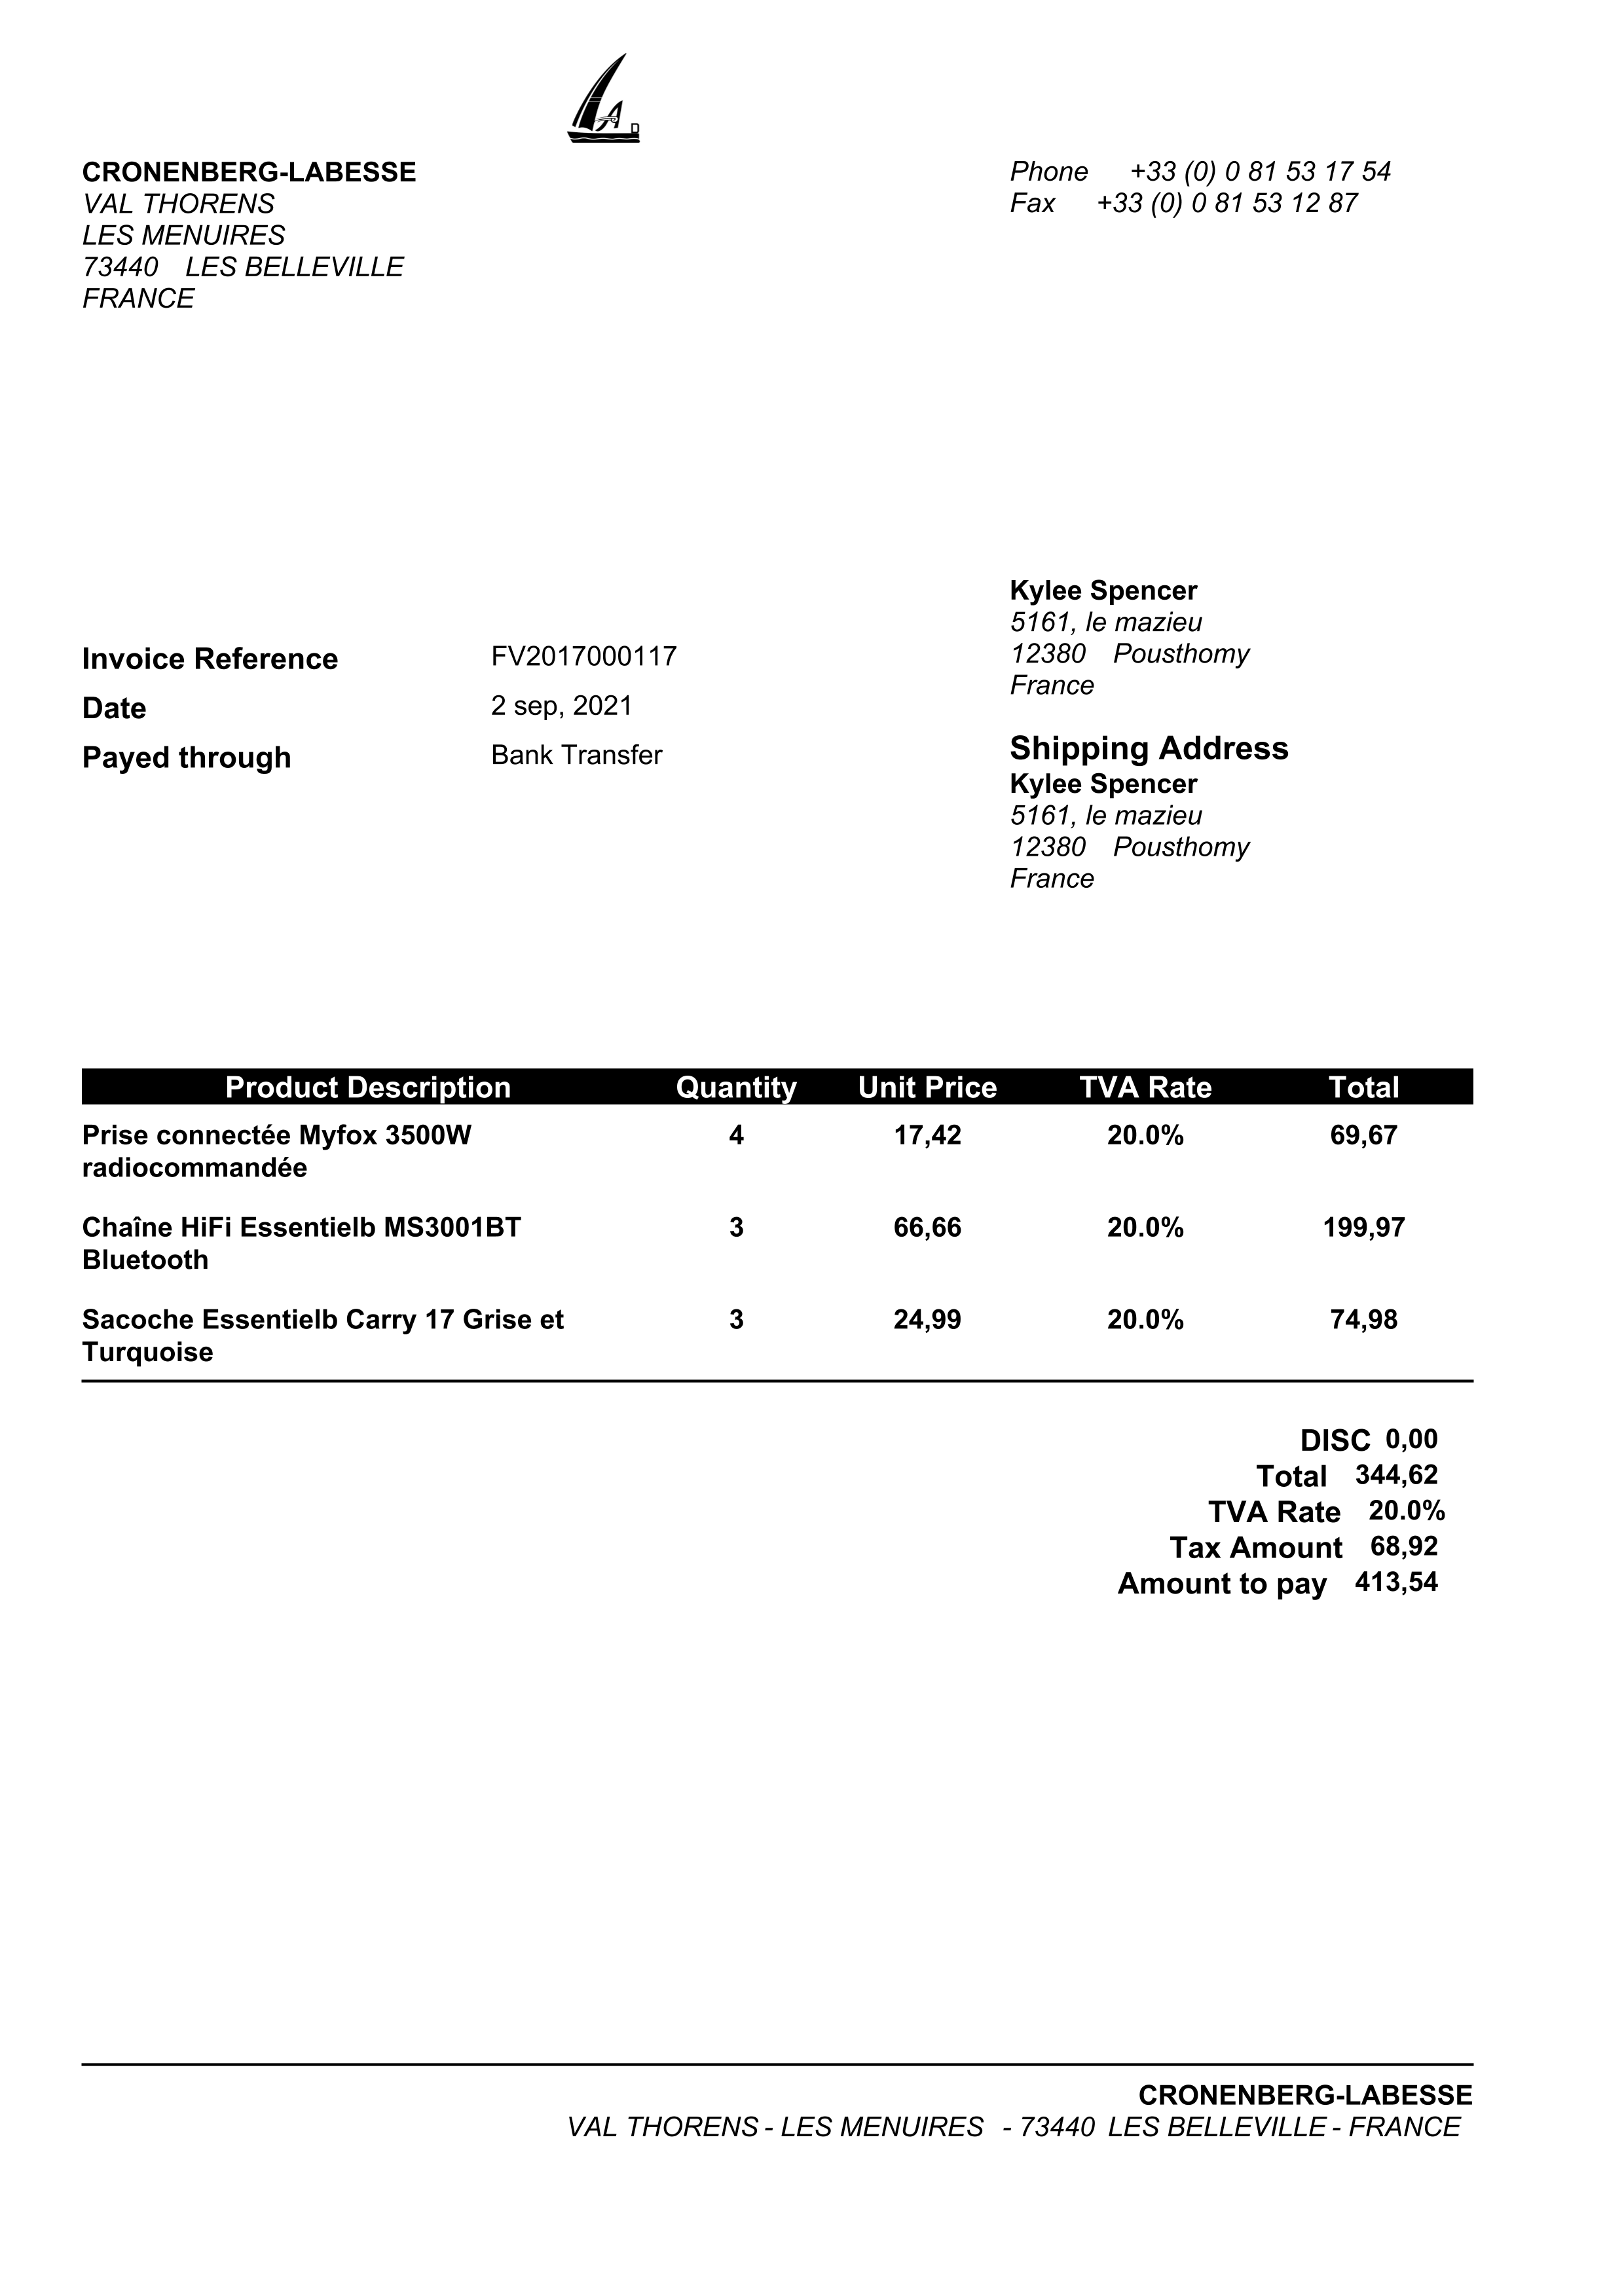 A
D
CRONENBERG-LABESSE
VAL THORENS
LES MENUIRES
73440 LES BELLEVILLE
FRANCE
Phone +33 (0) 0 81 53 17 54
Fax +33 (0) 0 81 53 12 87
Invoice Reference FV2017000117
Date 2 sep, 2021
Payed through Bank Transfer
Kylee Spencer
5161, le mazieu
12380 Pousthomy
France
Shipping Address
Kylee Spencer
5161, le mazieu
12380 Pousthomy
France
Product Description Quantity Unit Price TVA Rate Total
Prise connectée Myfox 3500W 4 17,42 20.0% 69,67
radiocommandée
Chaîne HiFi Essentielb MS3001BT 3 66,66 20.0% 199,97
Bluetooth
Sacoche Essentielb Carry 17 Grise et 3 24,99 20.0% 74,98
Turquoise
DISC 0,00
Total 344,62
TVA Rate 20.0%
Tax Amount 68,92
Amount to pay 413,54
CRONENBERG-LABESSE
VAL THORENS - LES MENUIRES - 73440 LES BELLEVILLE - FRANCE